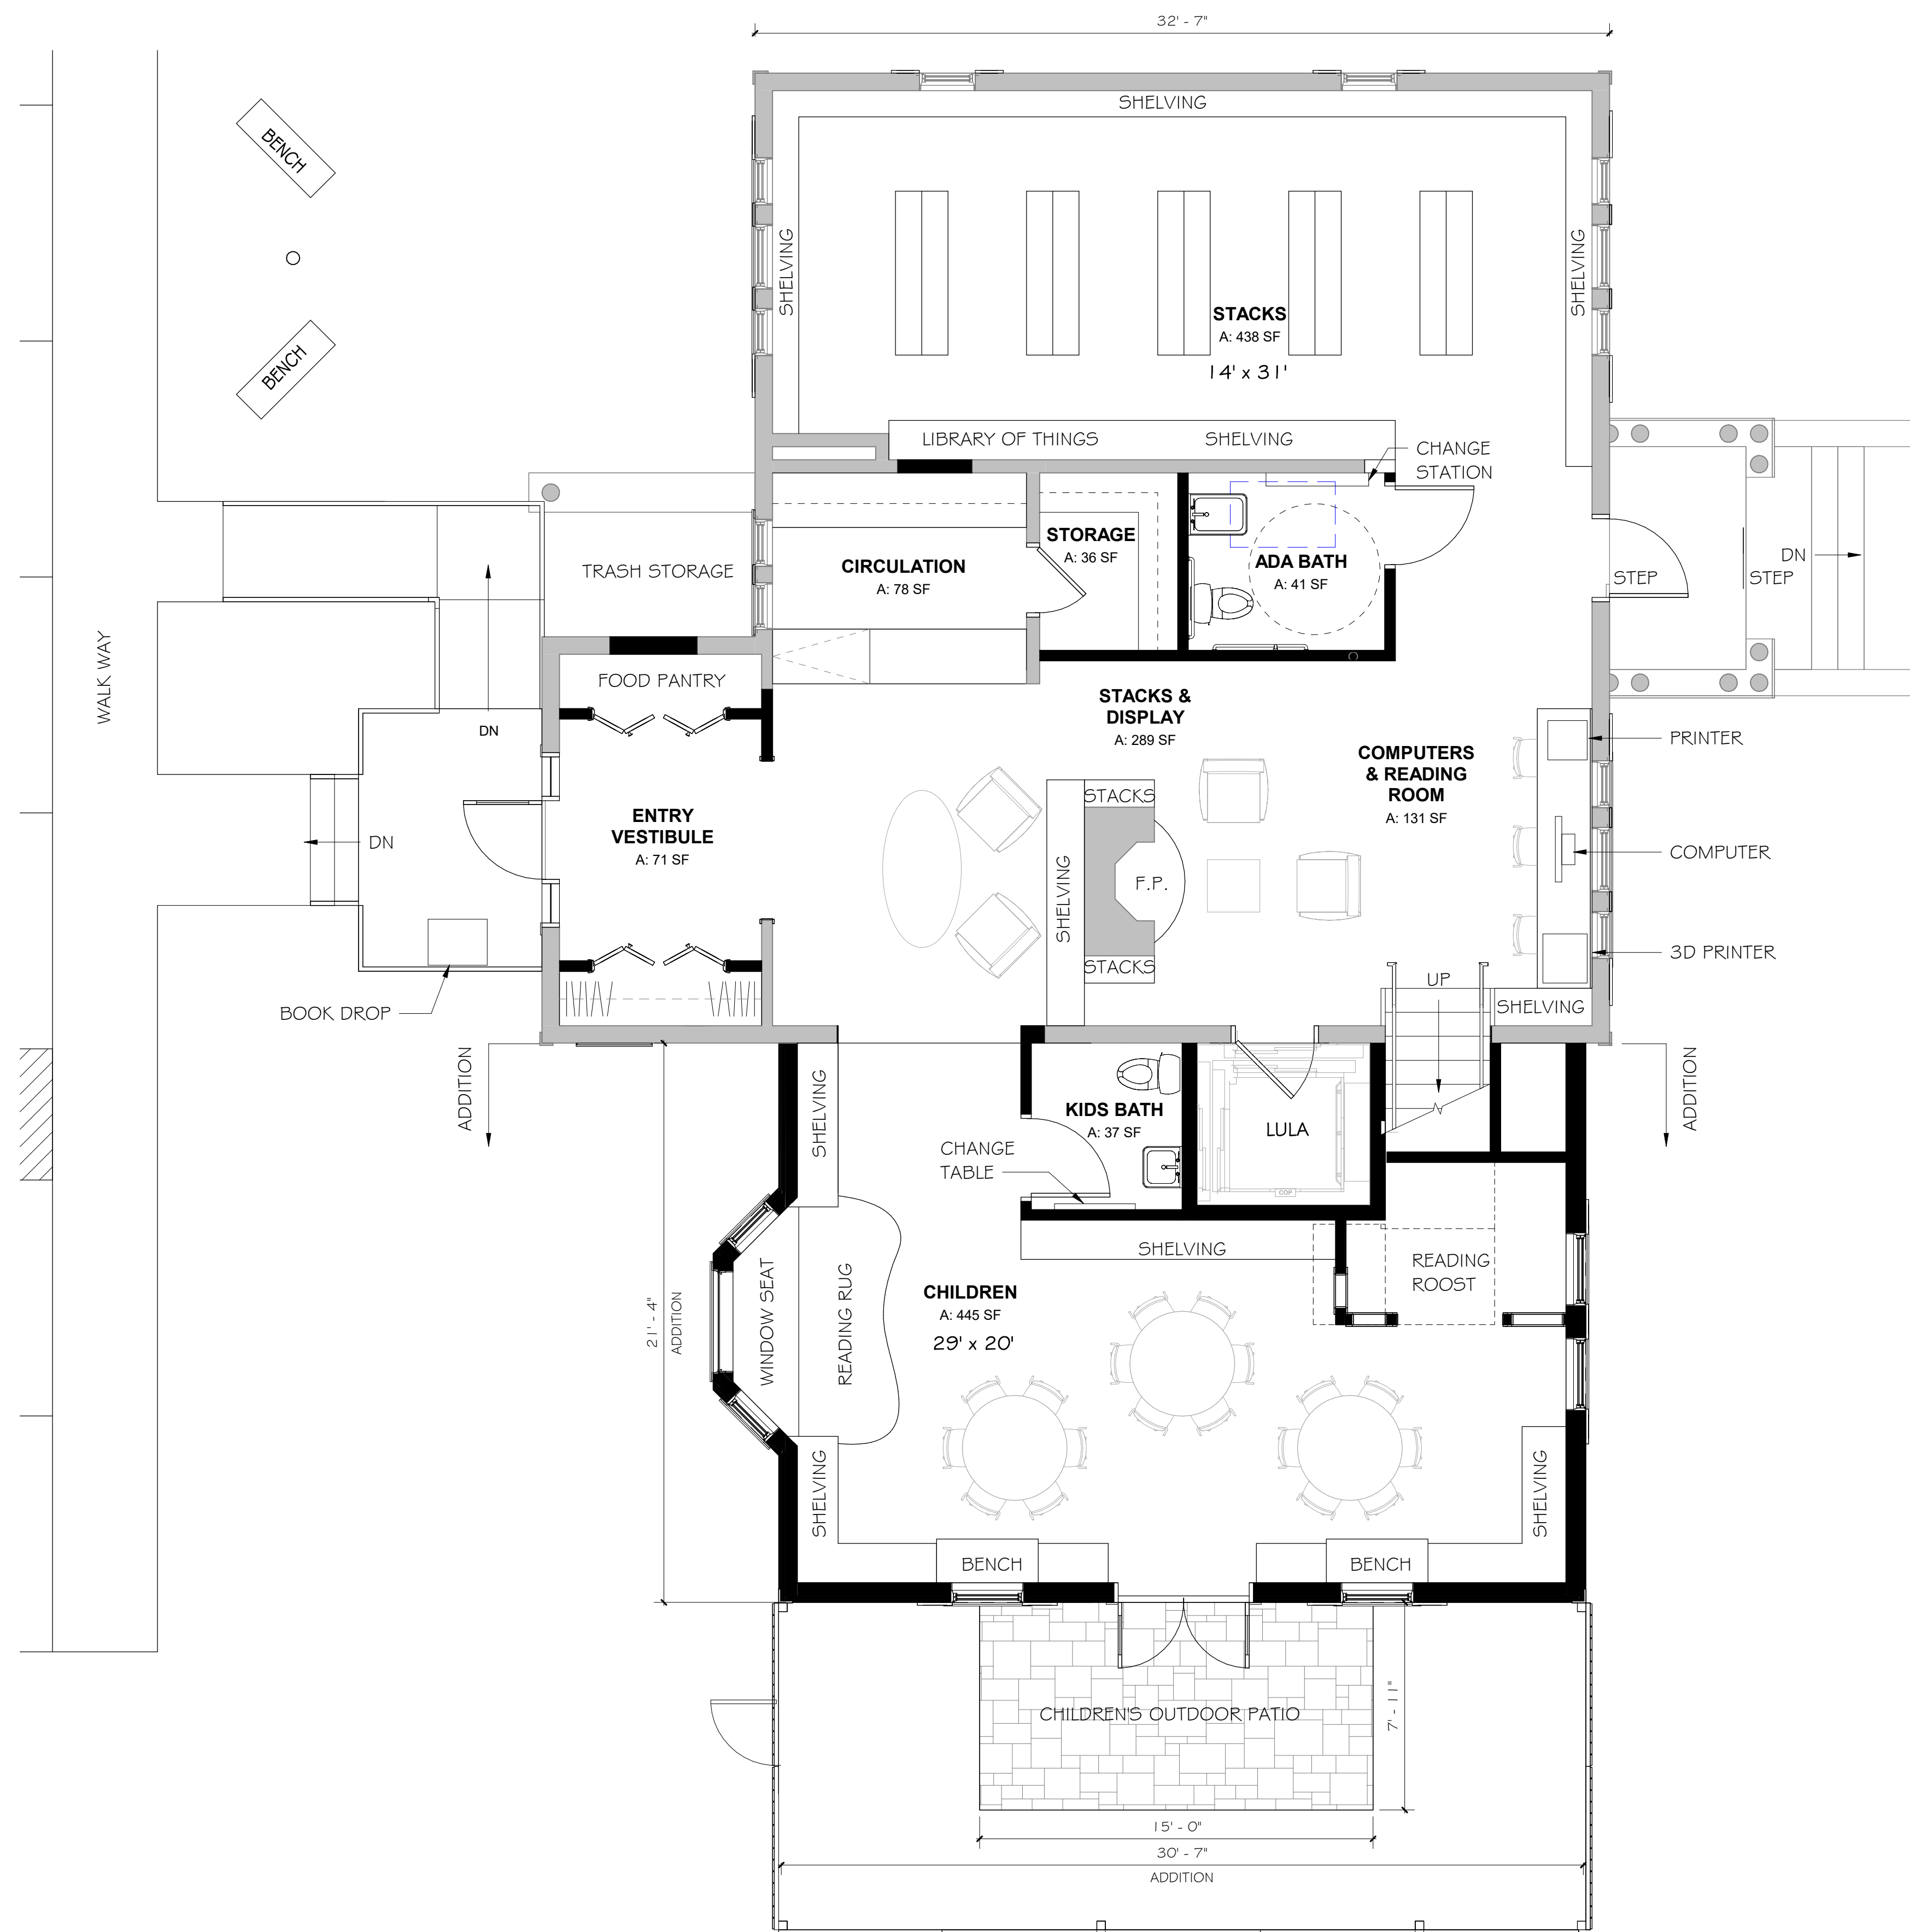 32' - 7"
SHELVING
BENCH
SHELVING
SHELVING
STACKS
A: 438 SF
14' x 31'
BENCH
LIBRARY OF THINGS
SHELVING
CHANGE
STATION
TRASH STORAGE
CIRCULATION
A: 78 SF
STORAGE
A: 36 SF
ADA BATH
A: 41 SF
STEP
STEP
DN
WALK WAY
FOOD PANTRY
DN
STACKS &
DISPLAY
A: 289 SF
COMPUTERS
& READING
ROOM
A: 131 SF
PRINTER
STACKS
ENTRY
VESTIBULE
A: 71 SF
DN
COMPUTER
F.P.
SHELVING
STACKS
3D PRINTER
UP
SHELVING
BOOK DROP
ADDITION
ADDITION
SHELVING
KIDS BATH
A: 37 SF
LULA
CHANGE
TABLE
COP
SHELVING
READING
ROOST
CHILDREN
A: 445 SF
29' x 20'
21' - 4"
ADDITION
WINDOW SEAT
READING RUG
SHELVING
SHELVING
BENCH
BENCH
CHILDREN'S OUTDOOR PATIO
7' - 11"
15' - 0"
30' - 7"
ADDITION